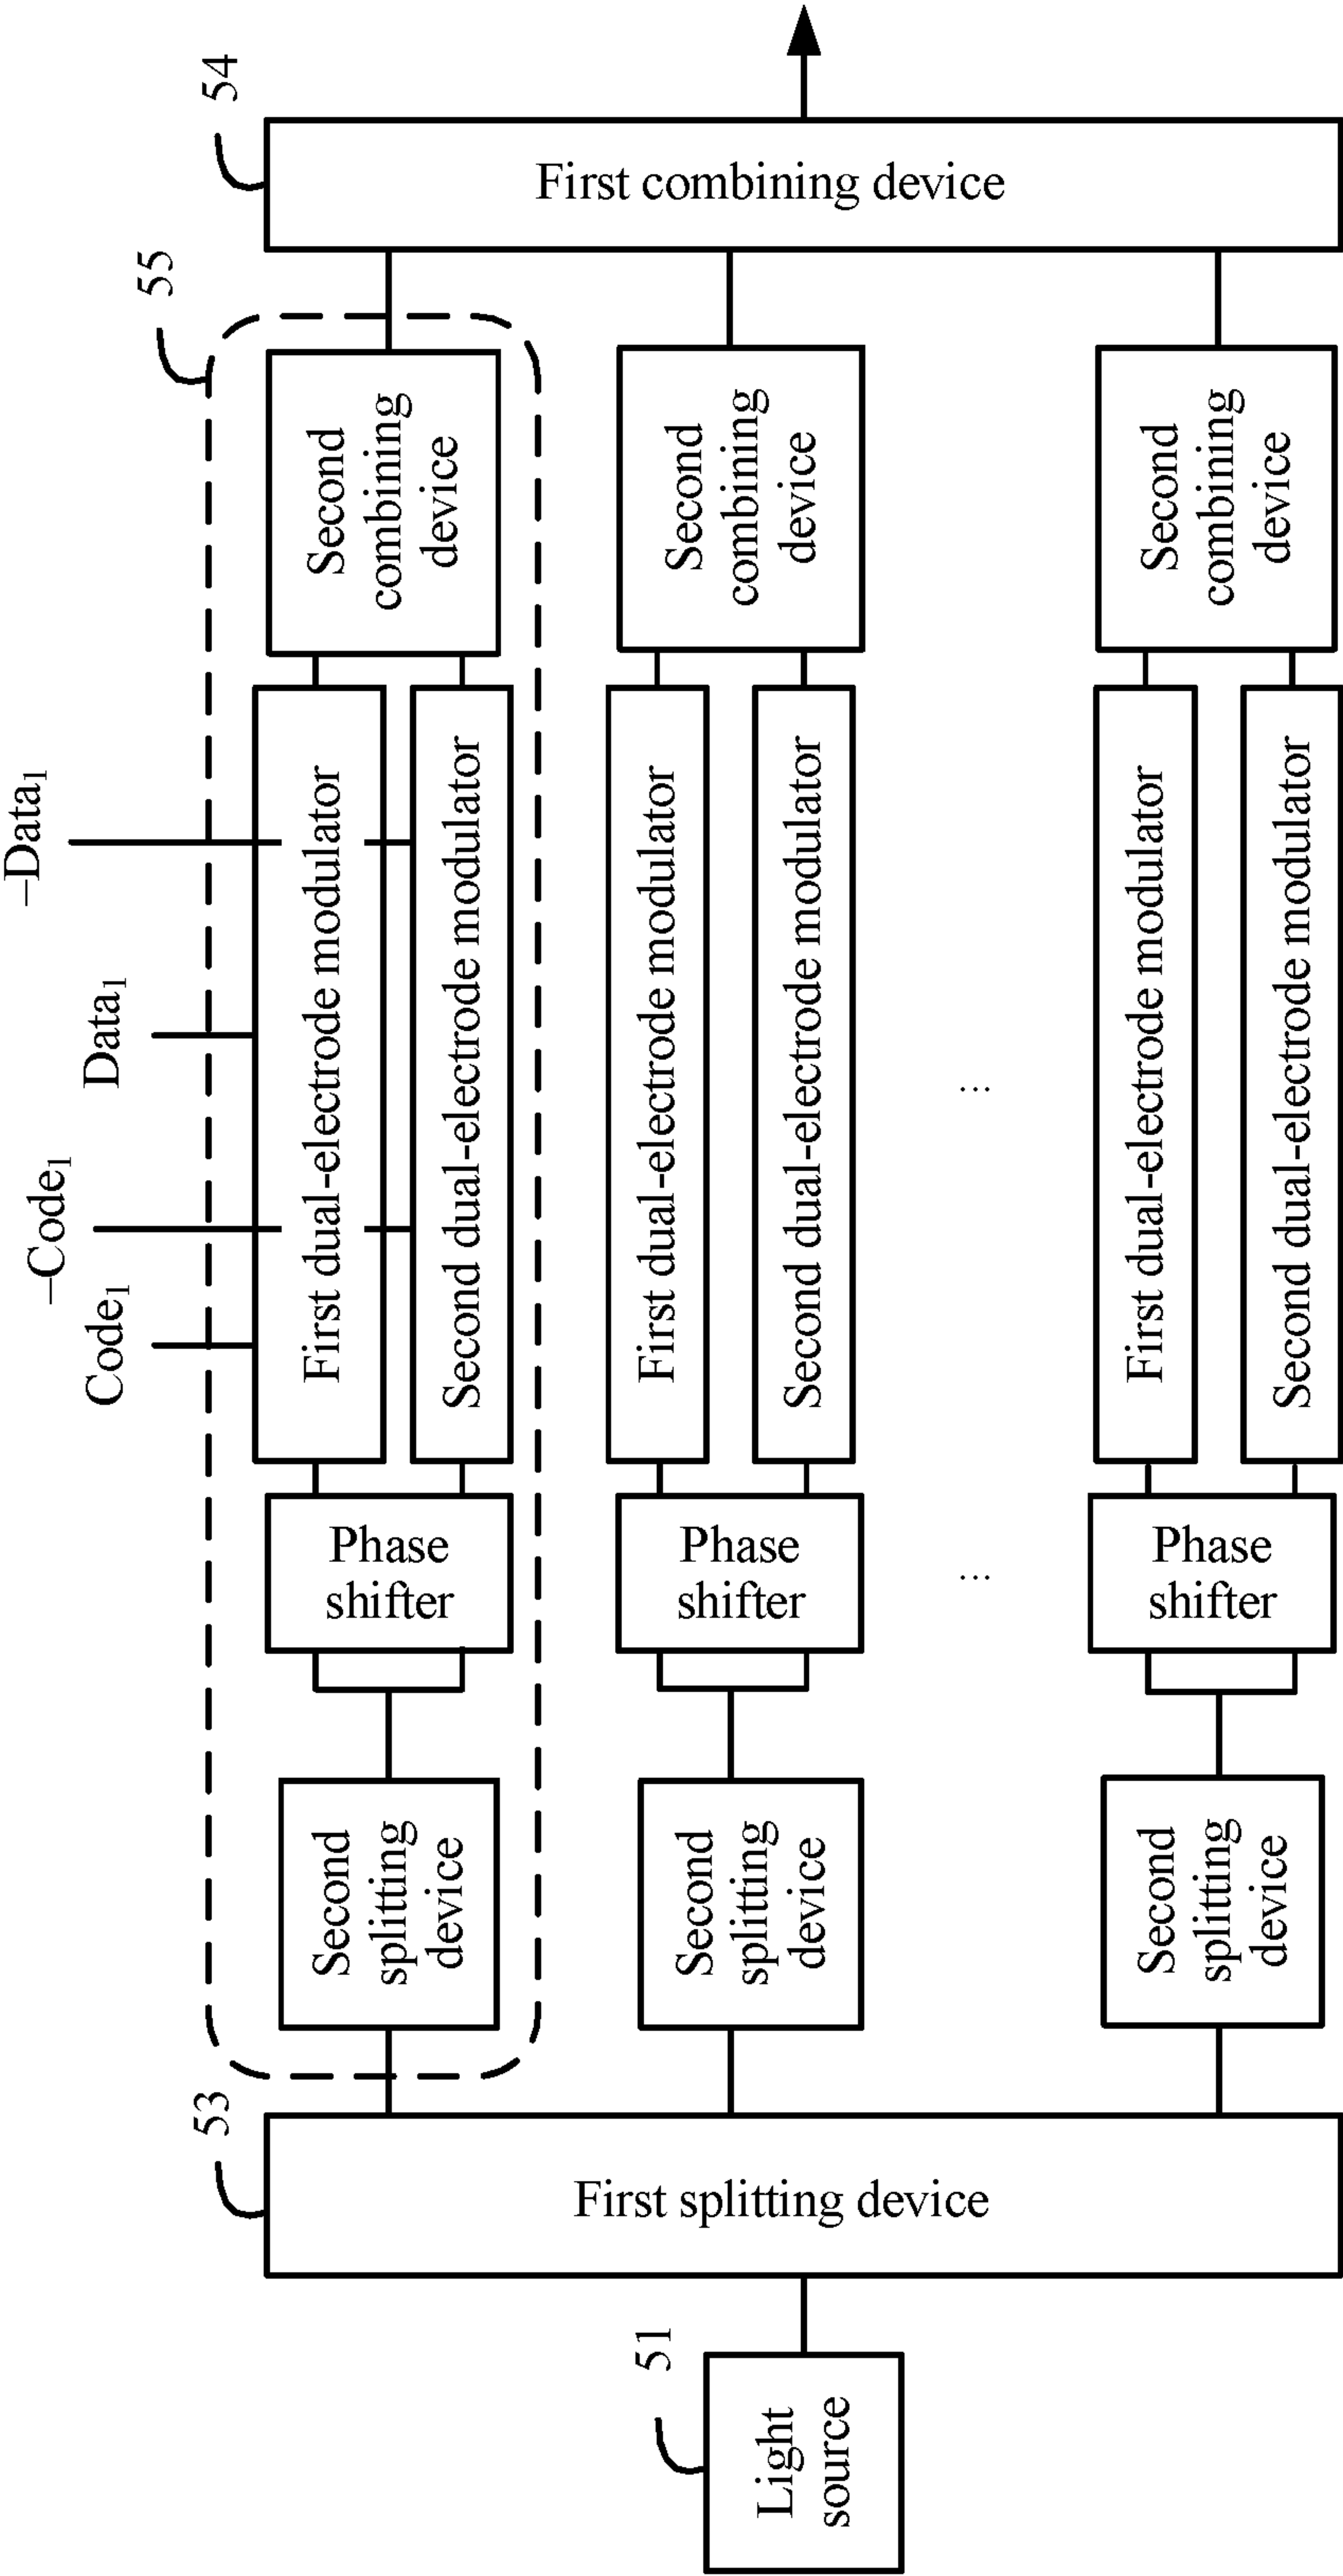 –Data₁
Data₁
–Code₁
Code₁
54
First combining device
55
Second
combining
device
First dual-electrode modulator
Second dual-electrode modulator
Phase
shifter
Second
splitting
device
Second
combining
device
First dual-electrode modulator
Second dual-electrode modulator
Phase
shifter
Second
splitting
device
...
...
Second
combining
device
First dual-electrode modulator
Second dual-electrode modulator
Phase
shifter
Second
splitting
device
53
First splitting device
51
Light
source